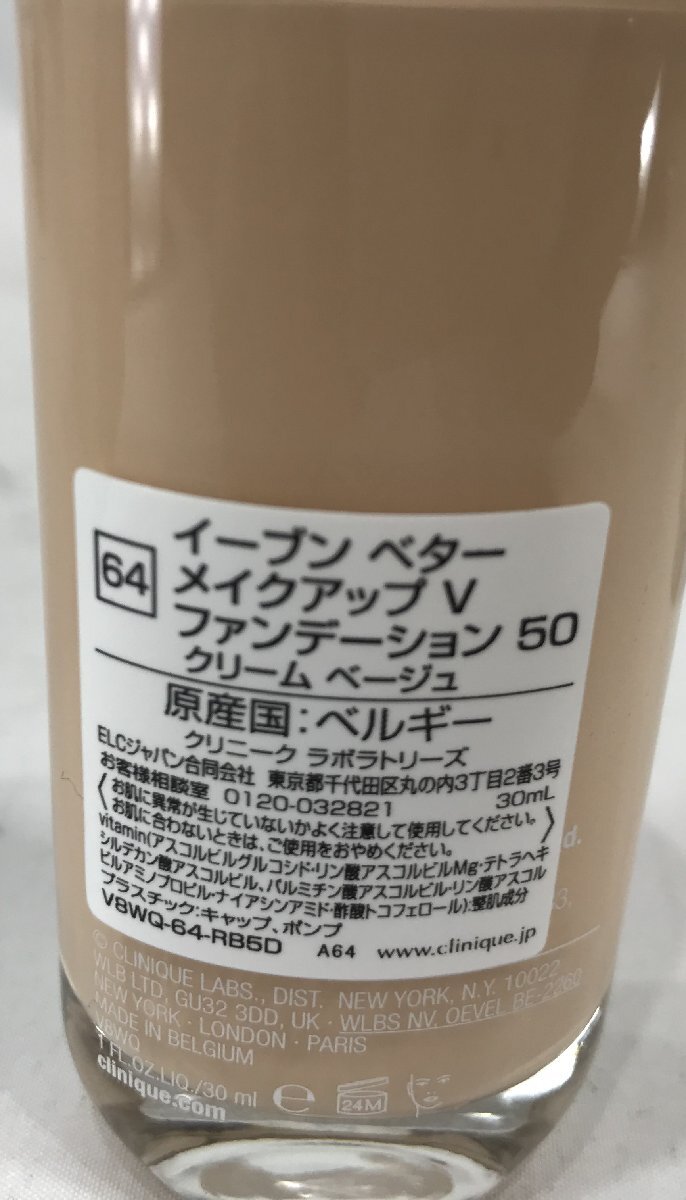 64
イーブン ベター
メイクアップ V
ファンデーション 50
クリーム ベージュ
原産国:ベルギー
クリニーク ラボラトリーズ
ELCジャパン合同会社 東京都千代田区丸の内3丁目2番3号
お客様相談室 0120-032821 30mL
〈お肌に異常が生じていないかよく注意して使用してください。
お肌に合わないときは、ご使用をおやめください。〉
vitamin(アスコルビルグルコシド・リン酸アスコルビルMg・テトラヘキ
シルデカン酸アスコルビル、パルミチン酸アスコルビル・リン酸アスコル
ビルアミノプロピル・ナイアシンアミド・酢酸トコフェロール):整肌成分
プラスチック:キャップ、ポンプ
V8WQ-64-RB5D A64 www.clinique.jp
d.
© CLINIQUE LABS., DIST. NEW YORK, N.Y. 10022
WLB LTD, GU32 3DD, UK · WLBS NV. OEVEL BE-2260
NEW YORK · LONDON · PARIS
MADE IN BELGIUM
V8WQ
1 FL.OZ.LIQ./30 ml e 24M
clinique.com